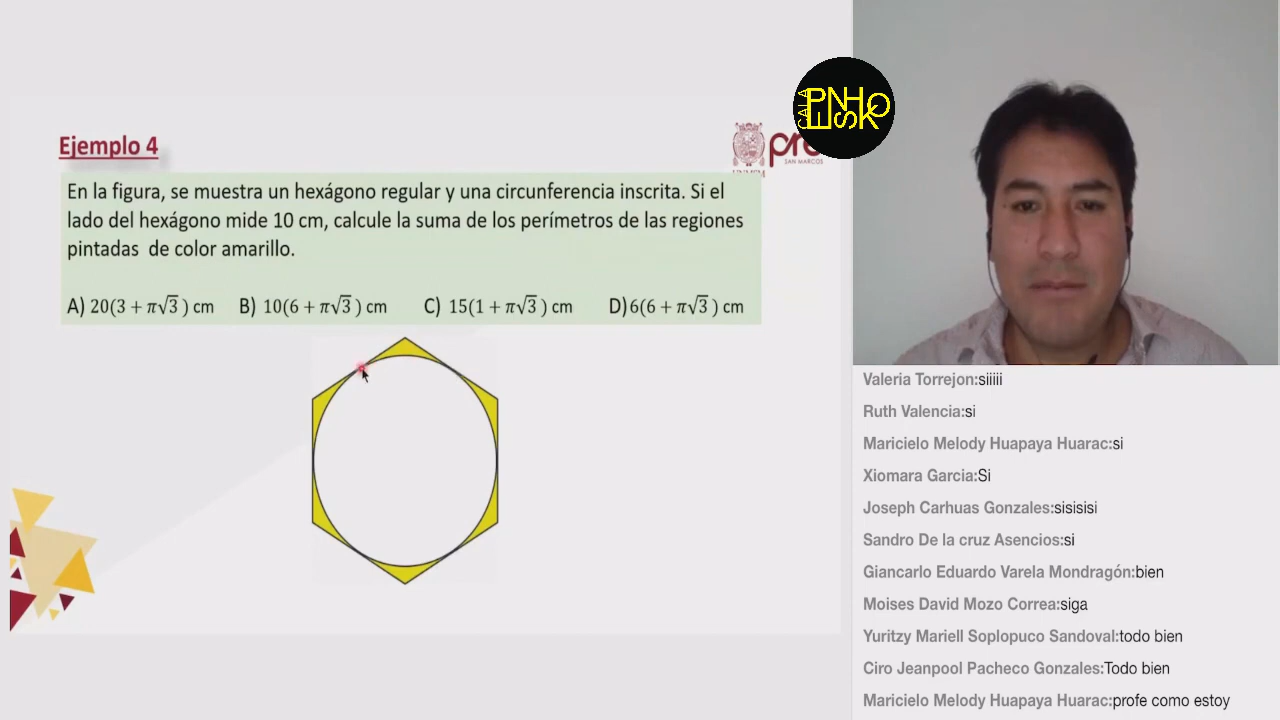 Ejemplo 4
pre
SAN MARCOS
En la figura, se muestra un hexágono regular y una circunferencia inscrita. Si el
lado del hexágono mide 10 cm, calcule la suma de los perímetros de las regiones
pintadas de color amarillo.
A) 20(3 + π√3 ) cm B) 10(6 + π√3 ) cm C) 15(1 + π√3 ) cm D)6(6 + π√3 ) cm
Valeria Torrejon:siiiii
Ruth Valencia:si
Maricielo Melody Huapaya Huarac:si
Xiomara Garcia:Si
Joseph Carhuas Gonzales:sisisisi
Sandro De la cruz Asencios:si
Giancarlo Eduardo Varela Mondragón:bien
Moises David Mozo Correa:siga
Yuritzy Mariell Soplopuco Sandoval:todo bien
Ciro Jeanpool Pacheco Gonzales:Todo bien
Maricielo Melody Huapaya Huarac:profe como estoy